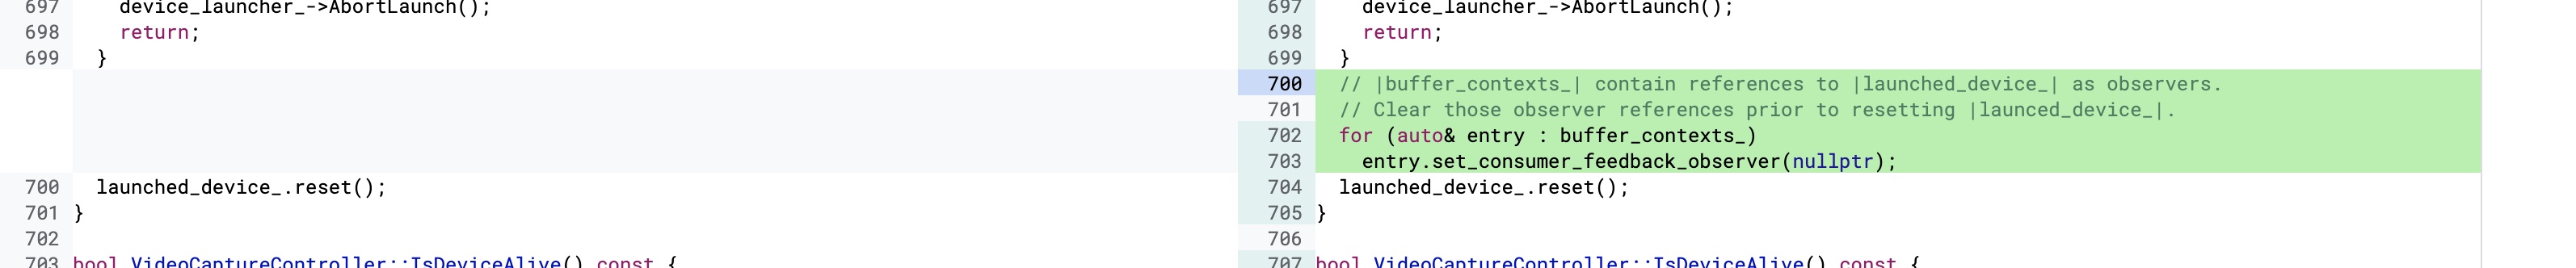 697 device_launcher_->AbortLaunch();
698 return;
699 }
700 launched_device_.reset();
701 }
702
703 bool VideoCaptureController::IsDeviceAlive() const {
697 device_launcher_->AbortLaunch();
698 return;
699 }
700 // |buffer_contexts_| contain references to |launched_device_| as observers.
701 // Clear those observer references prior to resetting |launced_device_|.
702 for (auto& entry : buffer_contexts_)
703 entry.set_consumer_feedback_observer(nullptr);
704 launched_device_.reset();
705 }
706
707 bool VideoCaptureController::IsDeviceAlive() const {